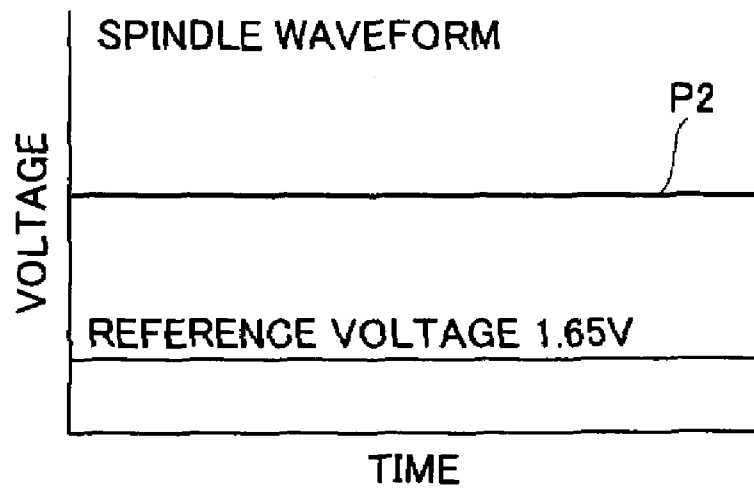 SPINDLE WAVEFORM
P2
VOLTAGE
REFERENCE VOLTAGE 1.65V
TIME